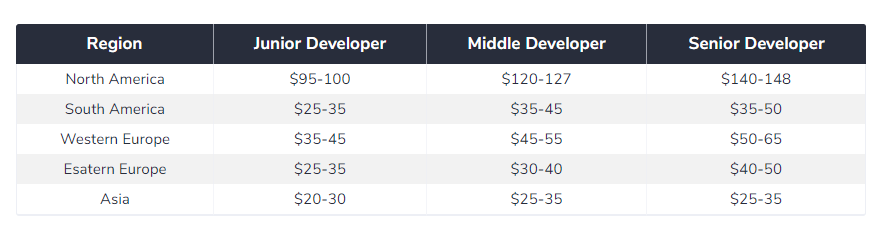 Region Junior Developer Middle Developer Senior Developer
North America $95-100 $120-127 $140-148
South America $25-35 $35-45 $35-50
Western Europe $35-45 $45-55 $50-65
Esatern Europe $25-35 $30-40 $40-50
Asia $20-30 $25-35 $25-35